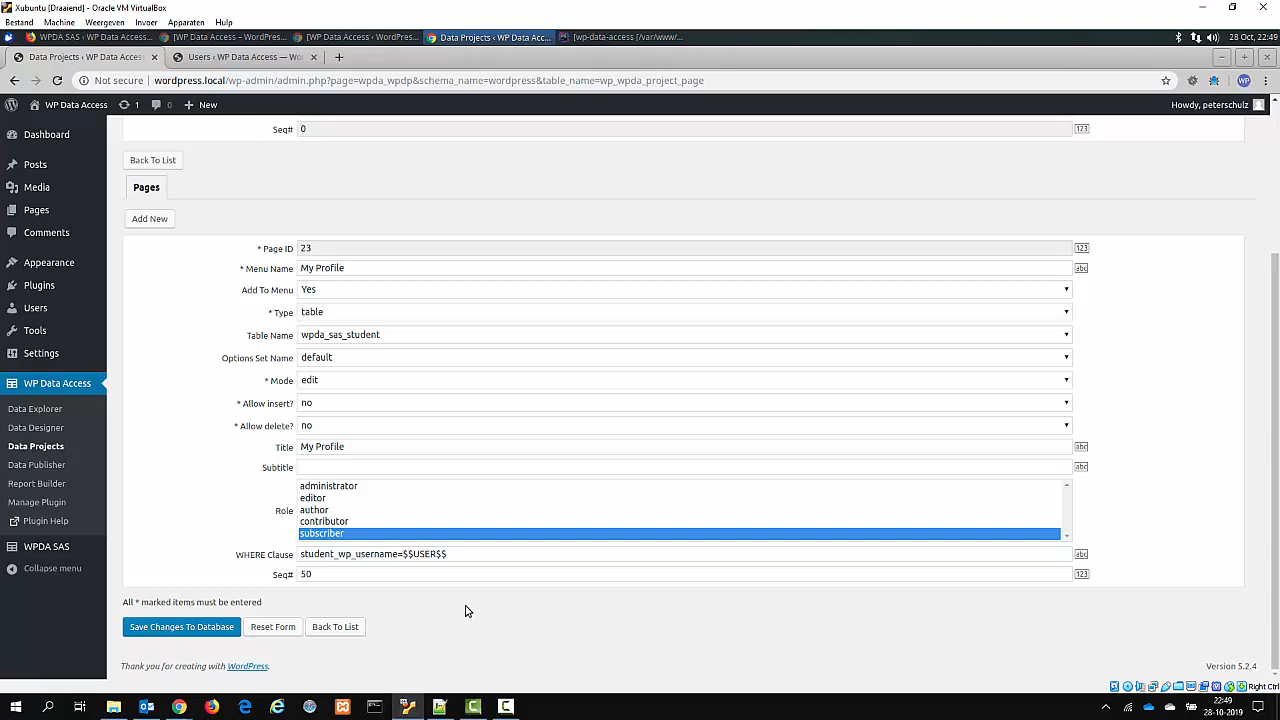 Xubuntu [Draaiend] - Oracle VM VirtualBox
Bestand Machine Weergeven Invoer Apparaten Help
WPDA SAS ‹ WP Data Access... [WP Data Access – WordPres... [WP Data Access ‹ WordPres... Data Projects ‹ WP Data Acc... [wp-data-access [/var/www/... 28 Oct, 22:49
Data Projects ‹ WP Data Access Users ‹ WP Data Access — Wo
Not secure wordpress.local/wp-admin/admin.php?page=wpda_wpdp&schema_name=wordpress&table_name=wp_wpda_project_page WP
WP Data Access 1 0 New Howdy, peterschulz
Seq# 0 123
Dashboard
Back To List
Posts
Media
Pages
Pages
Add New
Comments
* Page ID 23 123
Appearance
* Menu Name My Profile abc
Plugins
Add To Menu Yes
Users
* Type table
Tools
Table Name wpda_sas_student
Settings
Options Set Name default
WP Data Access
* Mode edit
Data Explorer
* Allow insert? no
Data Designer
* Allow delete? no
Data Projects
Title My Profile abc
Data Publisher
Subtitle abc
Report Builder
administrator
Manage Plugin
editor
Role author
Plugin Help
contributor
subscriber
WPDA SAS
WHERE Clause student_wp_username=$$USER$$ abc
Collapse menu
Seq# 50 123
All * marked items must be entered
Save Changes To Database Reset Form Back To List
Thank you for creating with WordPress. Version 5.2.4
Right Ctrl
22:49
28-10-2019